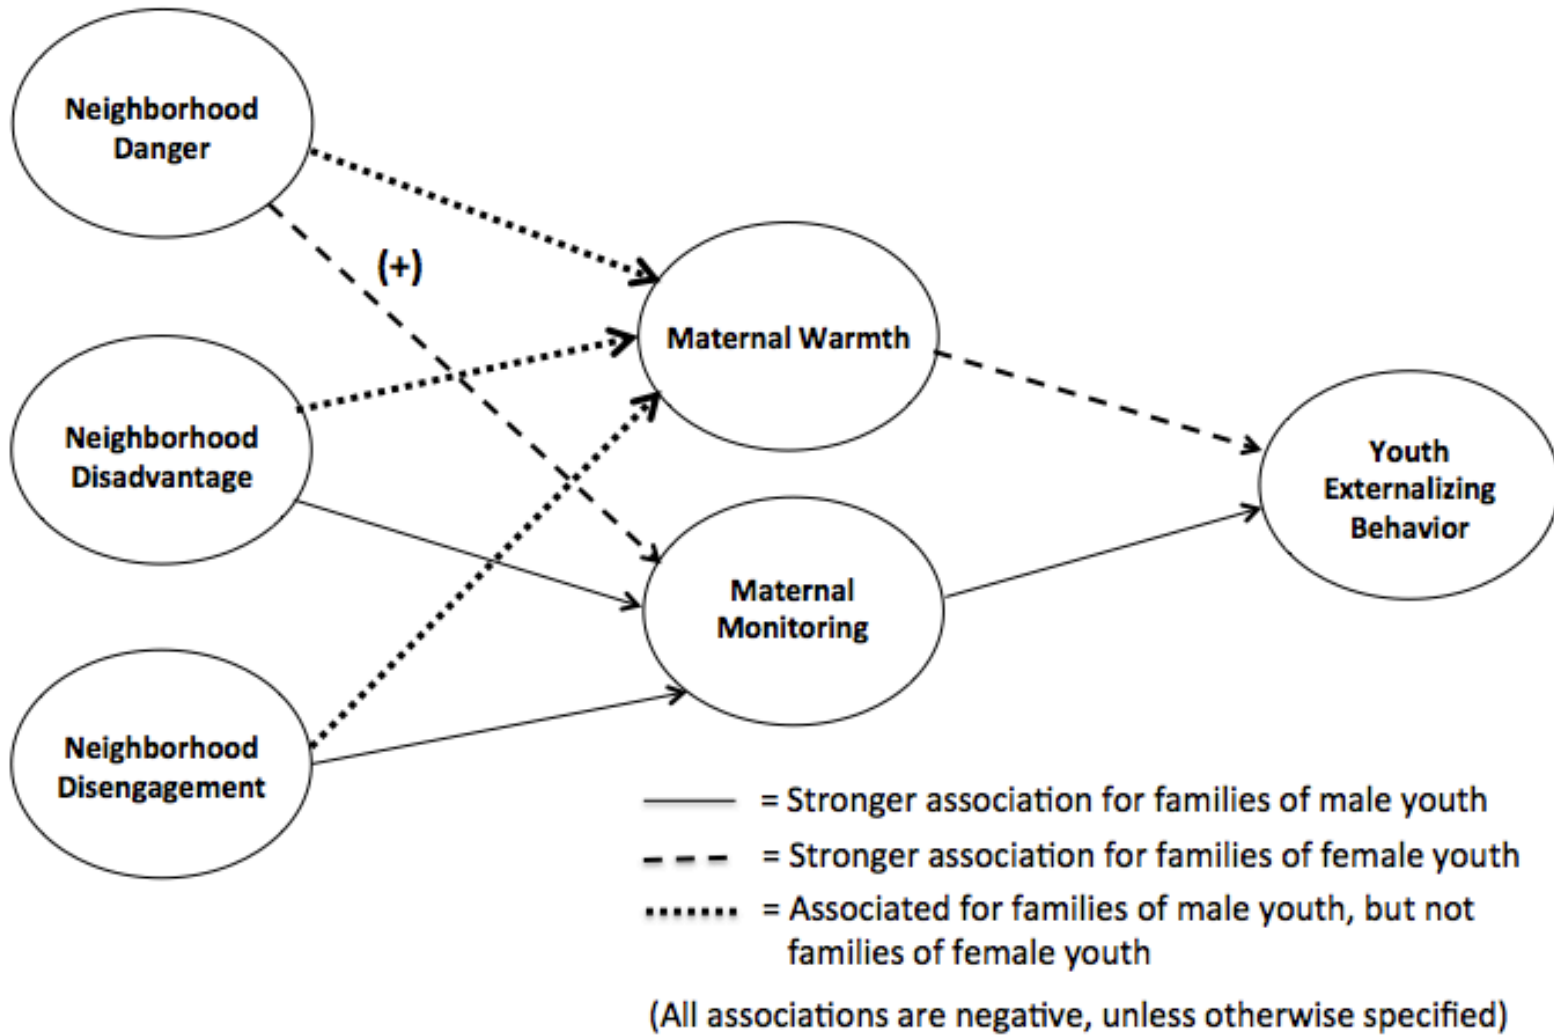 Neighborhood
Danger
(+)
Maternal Warmth
Neighborhood
Disadvantage
Youth
Externalizing
Behavior
Maternal
Monitoring
Neighborhood
Disengagement
= Stronger association for families of male youth
= Stronger association for families of female youth
= Associated for families of male youth, but not
families of female youth
(All associations are negative, unless otherwise specified)